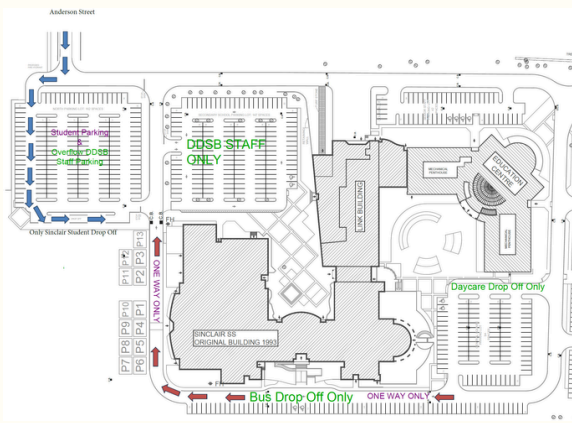 Anderson Street
Student Parking
&
Overflow DDSB
Staff Parking
DDSB STAFF
ONLY
EDUCATION
CENTRE
LINK BUILDING
Only Sinclair Student Drop Off
FH
P13
P12
P3
P11
P2
ONE WAY ONLY
P10
P1
P9
P4
P8
P5
P7
P6
Daycare Drop Off Only
SINCLAIR SS
ORIGINAL BUILDING 1993
FH
Bus Drop Off Only
ONE WAY ONLY